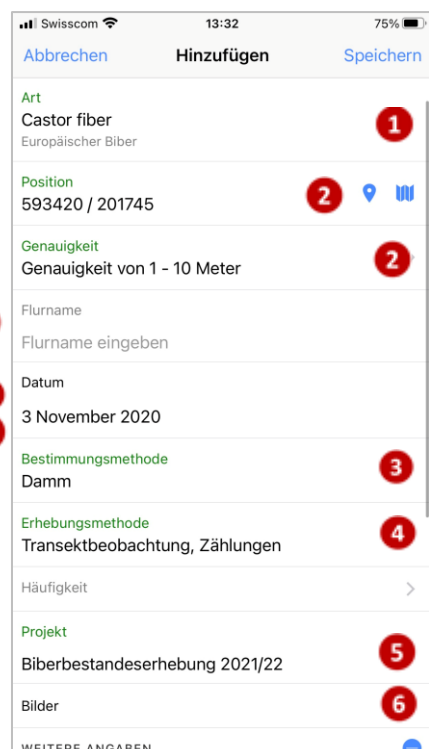 Swisscom 13:32 75%
Abbrechen Hinzufügen Speichern
Art
Castor fiber 1
Europäischer Biber
Position
593420 / 201745 2
Genauigkeit
Genauigkeit von 1 - 10 Meter 2
Flurname
Flurname eingeben
Datum
3 November 2020
Bestimmungsmethode
Damm 3
Erhebungsmethode
Transektbeobachtung, Zählungen 4
Häufigkeit
Projekt
Biberbestandeserhebung 2021/22 5
Bilder 6
WEITERE ANGABEN